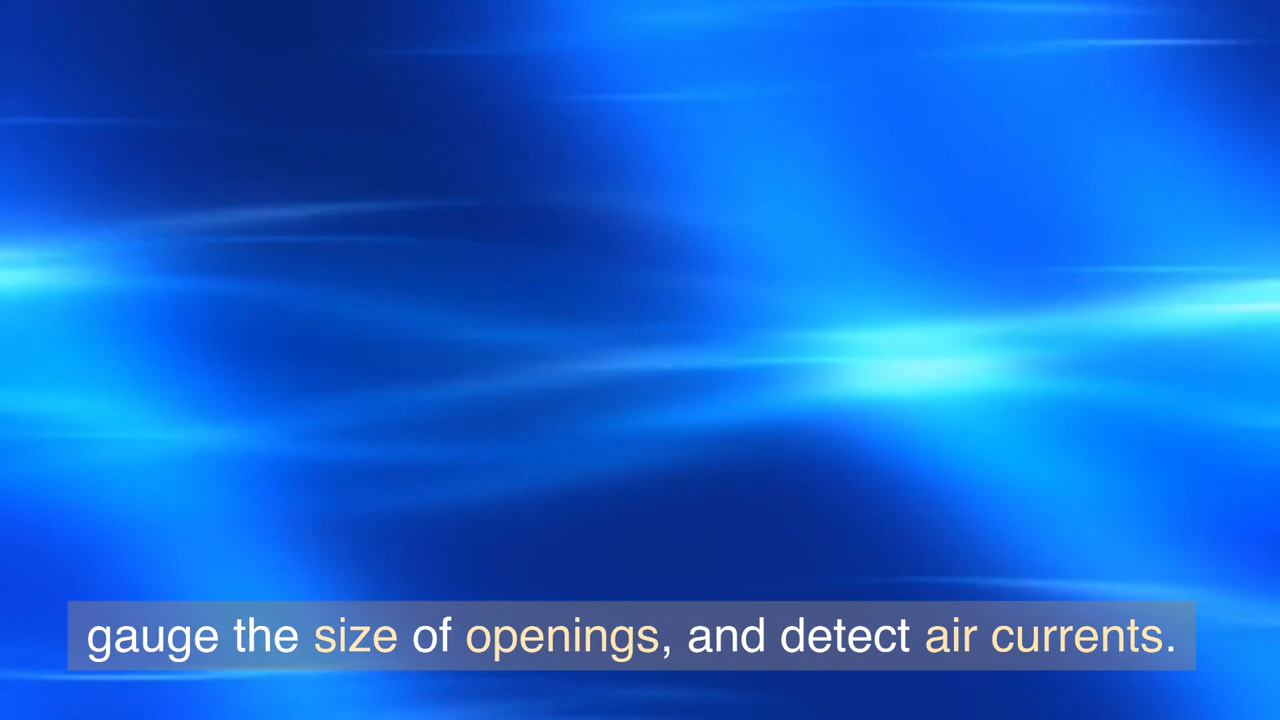 gauge the size of openings, and detect air currents.